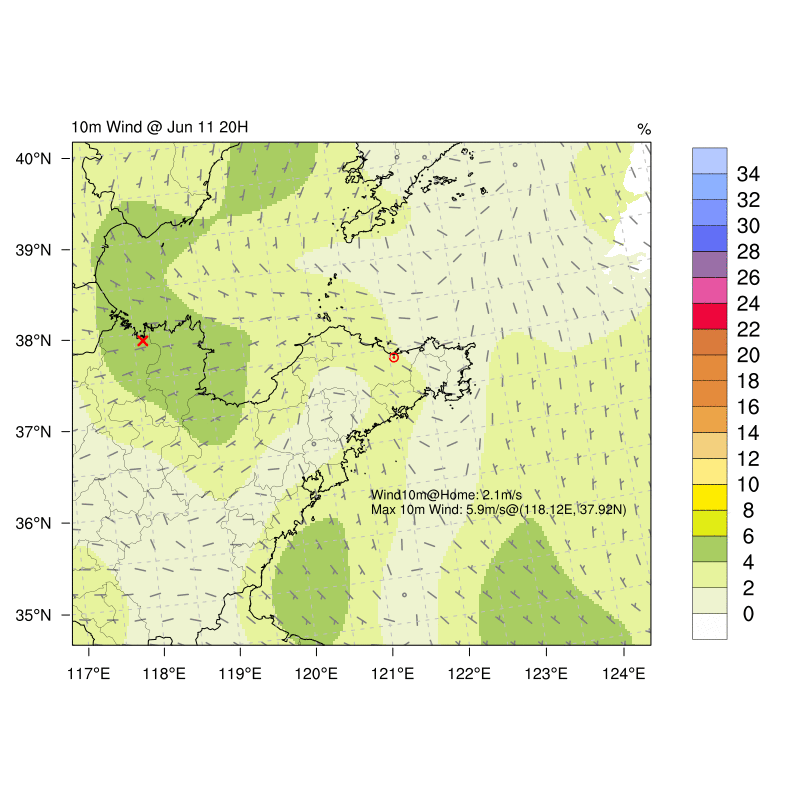 10m Wind @ Jun 11 20H
%
40°N
39°N
38°N
37°N
36°N
35°N
117°E
118°E
119°E
120°E
121°E
122°E
123°E
124°E
Wind10m@Home: 2.1m/s
Max 10m Wind: 5.9m/s@(118.12E, 37.92N)
34
32
30
28
26
24
22
20
18
16
14
12
10
8
6
4
2
0